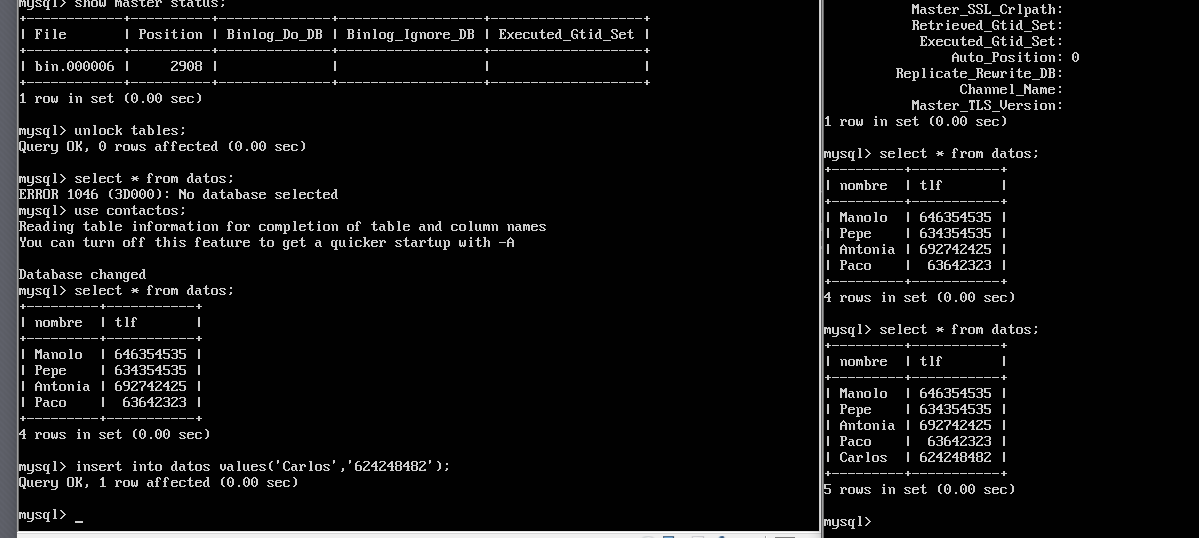 mysql> show master status;
+-----------+----------+--------------+------------------+-------------------+
| File      | Position | Binlog_Do_DB | Binlog_Ignore_DB | Executed_Gtid_Set |
+-----------+----------+--------------+------------------+-------------------+
| bin.000006 |     2908 |              |                  |                   |
+-----------+----------+--------------+------------------+-------------------+
1 row in set (0.00 sec)
mysql> unlock tables;
Query OK, 0 rows affected (0.00 sec)
mysql> select * from datos;
ERROR 1046 (3D000): No database selected
mysql> use contactos;
Reading table information for completion of table and column names
You can turn off this feature to get a quicker startup with -A
Database changed
mysql> select * from datos;
+---------+-----------+
| nombre  | tlf       |
+---------+-----------+
| Manolo  | 646354535 |
| Pepe    | 634354535 |
| Antonia | 692742425 |
| Paco    |  63642323 |
+---------+-----------+
4 rows in set (0.00 sec)
mysql> insert into datos values('Carlos','624248482');
Query OK, 1 row affected (0.00 sec)
mysql> _
Master_SSL_Crlpath:
Retrieved_Gtid_Set:
Executed_Gtid_Set:
Auto_Position: 0
Replicate_Rewrite_DB:
Channel_Name:
Master_TLS_Version:
1 row in set (0.00 sec)
mysql> select * from datos;
+---------+-----------+
| nombre  | tlf       |
+---------+-----------+
| Manolo  | 646354535 |
| Pepe    | 634354535 |
| Antonia | 692742425 |
| Paco    |  63642323 |
+---------+-----------+
4 rows in set (0.00 sec)
mysql> select * from datos;
+---------+-----------+
| nombre  | tlf       |
+---------+-----------+
| Manolo  | 646354535 |
| Pepe    | 634354535 |
| Antonia | 692742425 |
| Paco    |  63642323 |
| Carlos  | 624248482 |
+---------+-----------+
5 rows in set (0.00 sec)
mysql>